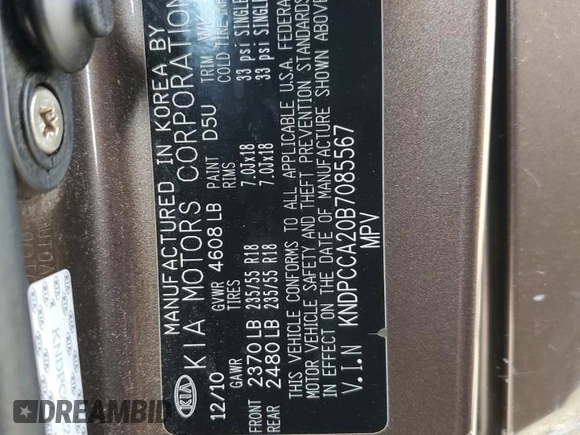 MANUFACTURED IN KOREA BY
KIA KIA MOTORS CORPORATION
12/10 GVWR 4608 LB PAINT D5U TRIM WK
GAWR TIRES RIMS COLD TIRE
FRONT 2370 LB 235/55 R18 7.0JX18 33 psi SINGLE
REAR 2480 LB 235/55 R18 7.0JX18 33 psi SINGLE
THIS VEHICLE CONFORMS TO ALL APPLICABLE U.S.A. FEDERA
MOTOR VEHICLE SAFETY AND THEFT PREVENTION STANDARDS
IN EFFECT ON THE DATE OF MANUFACTURE SHOWN ABOVE
V.I.N KNDPCCA20B7085567
MPV
DREAMBID